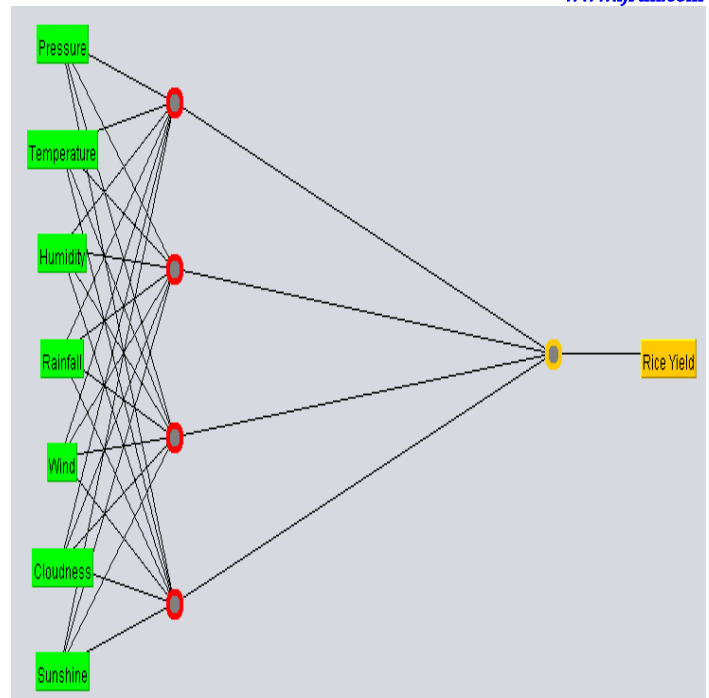 Pressure
Temperature
Humidity
Rainfall
Wind
Cloudness
Sunshine
Rice Yield